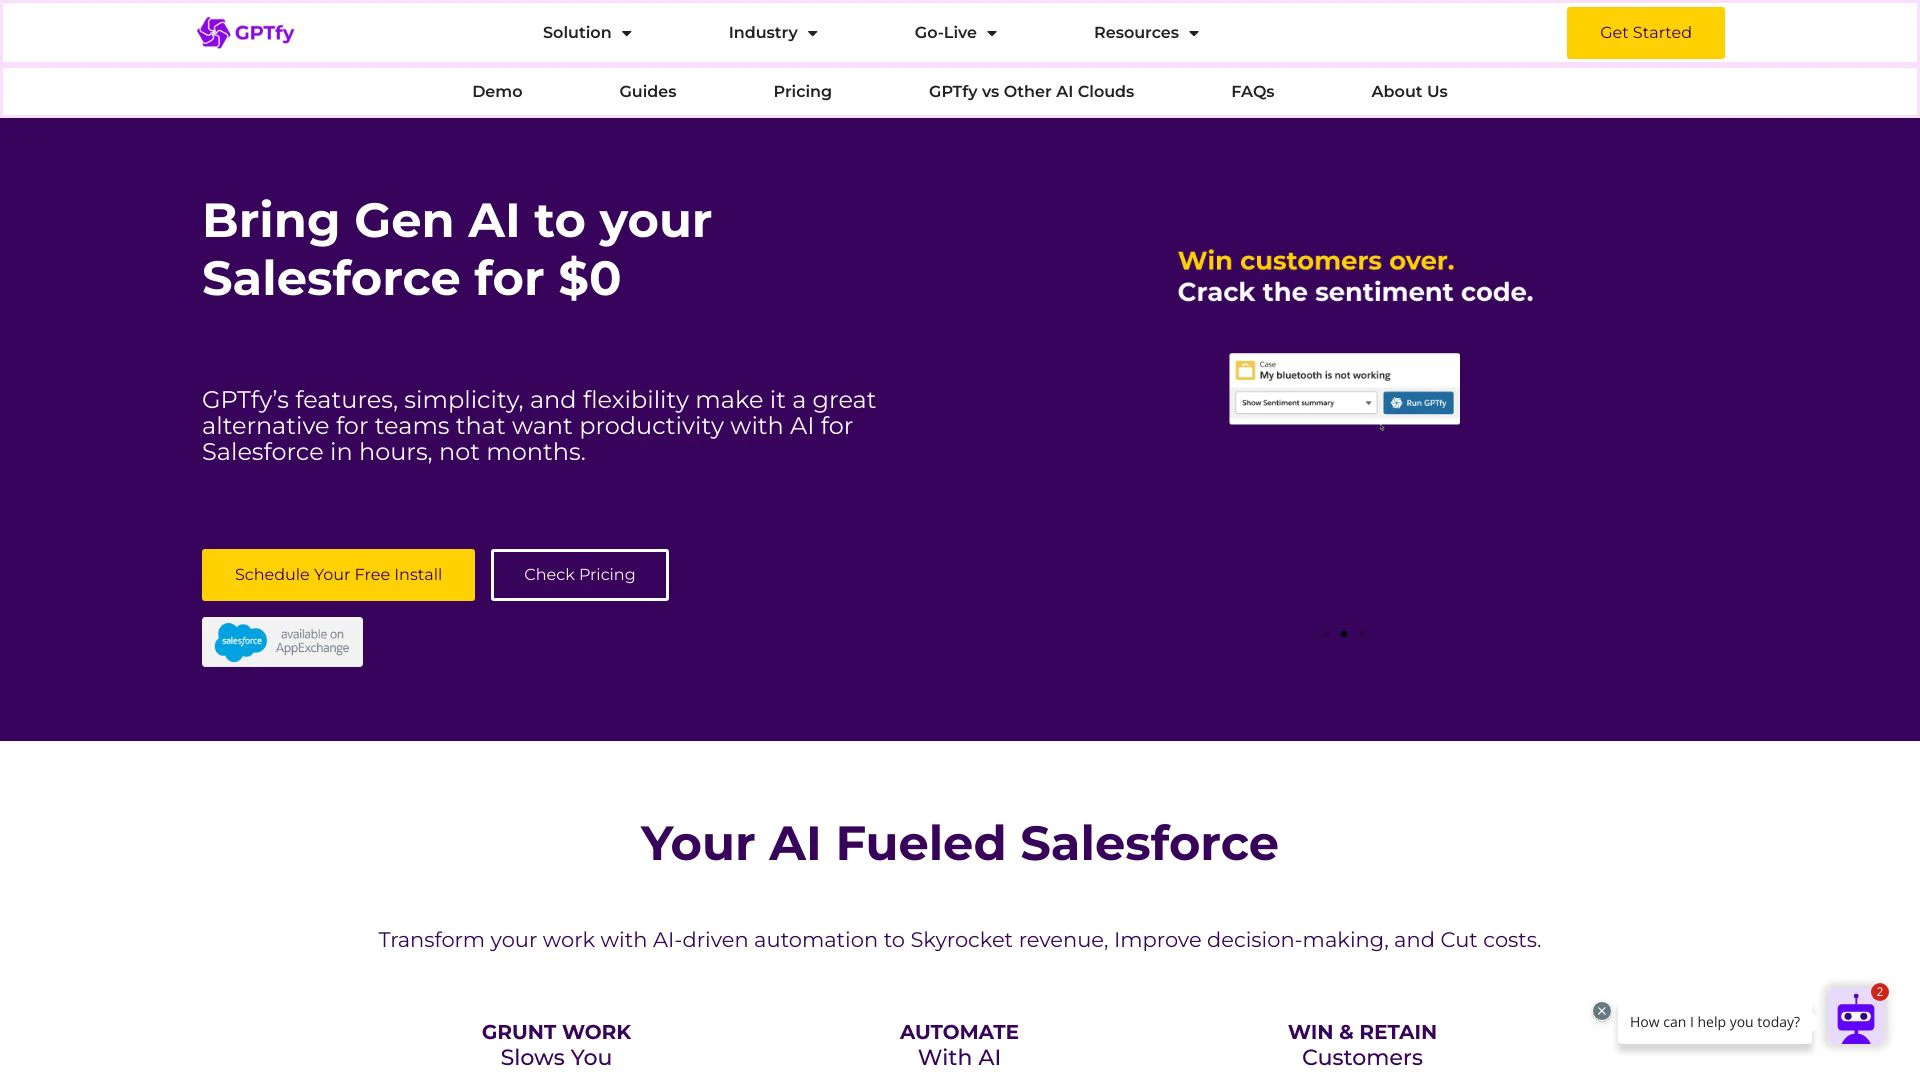 GPTfy
Solution
Industry
Go-Live
Resources
Get Started
Demo
Guides
Pricing
GPTfy vs Other AI Clouds
FAQs
About Us
Bring Gen AI to your
Salesforce for $0
GPTfy’s features, simplicity, and flexibility make it a great
alternative for teams that want productivity with AI for
Salesforce in hours, not months.
Schedule Your Free Install
Check Pricing
salesforce
available on
AppExchange
Win customers over.
Crack the sentiment code.
Case
My bluetooth is not working
Show Sentiment summary
Run GPTfy
Your AI Fueled Salesforce
Transform your work with AI-driven automation to Skyrocket revenue, Improve decision-making, and Cut costs.
GRUNT WORK
Slows You
AUTOMATE
With AI
WIN & RETAIN
Customers
How can I help you today?
2